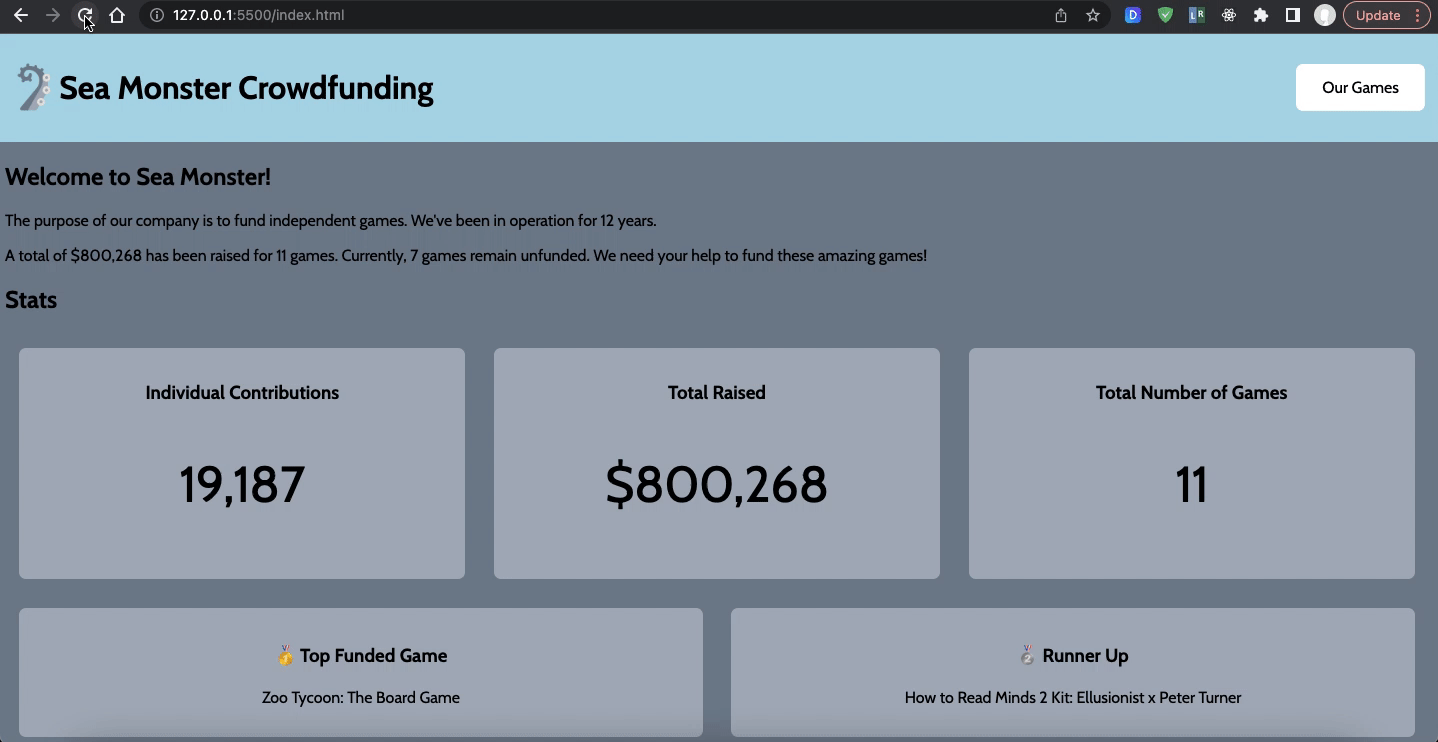 127.0.0.1:5500/index.html
D
LR
Update
Sea Monster Crowdfunding
Our Games
Welcome to Sea Monster!
The purpose of our company is to fund independent games. We've been in operation for 12 years.
A total of $800,268 has been raised for 11 games. Currently, 7 games remain unfunded. We need your help to fund these amazing games!
Stats
Individual Contributions
Total Raised
Total Number of Games
19,187
$800,268
11
🥇 Top Funded Game
🥈 Runner Up
Zoo Tycoon: The Board Game
How to Read Minds 2 Kit: Ellusionist x Peter Turner